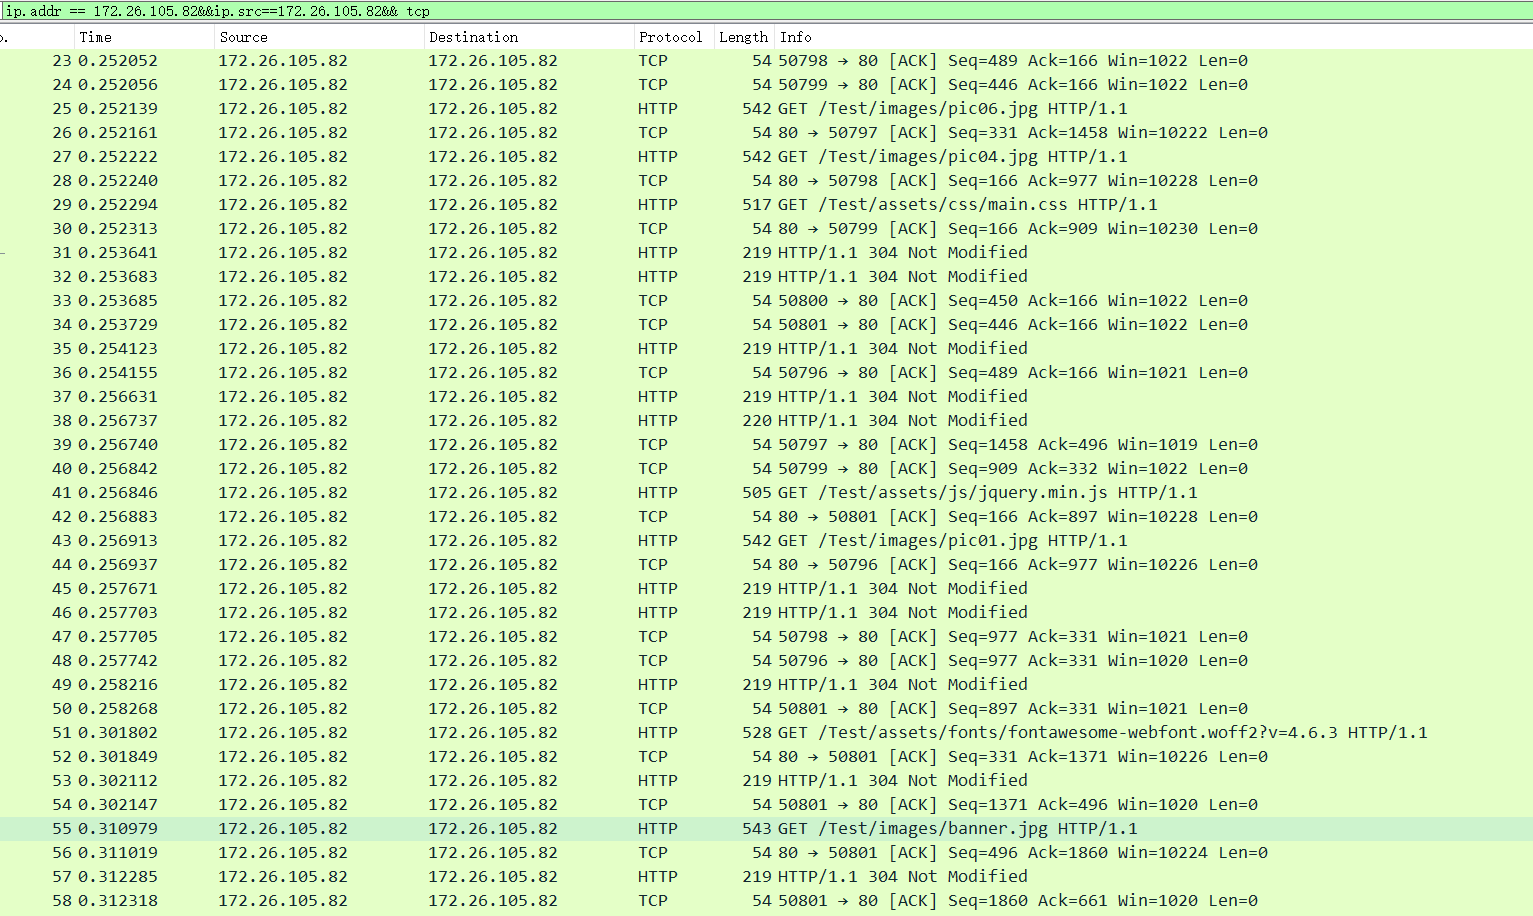 ip.addr == 172.26.105.82&&ip.src==172.26.105.82&& tcp
o. Time Source Destination Protocol Length Info
23 0.252052 172.26.105.82 172.26.105.82 TCP 54 50798 → 80 [ACK] Seq=489 Ack=166 Win=1022 Len=0
24 0.252056 172.26.105.82 172.26.105.82 TCP 54 50799 → 80 [ACK] Seq=446 Ack=166 Win=1022 Len=0
25 0.252139 172.26.105.82 172.26.105.82 HTTP 542 GET /Test/images/pic06.jpg HTTP/1.1
26 0.252161 172.26.105.82 172.26.105.82 TCP 54 80 → 50797 [ACK] Seq=331 Ack=1458 Win=10222 Len=0
27 0.252222 172.26.105.82 172.26.105.82 HTTP 542 GET /Test/images/pic04.jpg HTTP/1.1
28 0.252240 172.26.105.82 172.26.105.82 TCP 54 80 → 50798 [ACK] Seq=166 Ack=977 Win=10228 Len=0
29 0.252294 172.26.105.82 172.26.105.82 HTTP 517 GET /Test/assets/css/main.css HTTP/1.1
30 0.252313 172.26.105.82 172.26.105.82 TCP 54 80 → 50799 [ACK] Seq=166 Ack=909 Win=10230 Len=0
31 0.253641 172.26.105.82 172.26.105.82 HTTP 219 HTTP/1.1 304 Not Modified
32 0.253683 172.26.105.82 172.26.105.82 HTTP 219 HTTP/1.1 304 Not Modified
33 0.253685 172.26.105.82 172.26.105.82 TCP 54 50800 → 80 [ACK] Seq=450 Ack=166 Win=1022 Len=0
34 0.253729 172.26.105.82 172.26.105.82 TCP 54 50801 → 80 [ACK] Seq=446 Ack=166 Win=1022 Len=0
35 0.254123 172.26.105.82 172.26.105.82 HTTP 219 HTTP/1.1 304 Not Modified
36 0.254155 172.26.105.82 172.26.105.82 TCP 54 50796 → 80 [ACK] Seq=489 Ack=166 Win=1021 Len=0
37 0.256631 172.26.105.82 172.26.105.82 HTTP 219 HTTP/1.1 304 Not Modified
38 0.256737 172.26.105.82 172.26.105.82 HTTP 220 HTTP/1.1 304 Not Modified
39 0.256740 172.26.105.82 172.26.105.82 TCP 54 50797 → 80 [ACK] Seq=1458 Ack=496 Win=1019 Len=0
40 0.256842 172.26.105.82 172.26.105.82 TCP 54 50799 → 80 [ACK] Seq=909 Ack=332 Win=1022 Len=0
41 0.256846 172.26.105.82 172.26.105.82 HTTP 505 GET /Test/assets/js/jquery.min.js HTTP/1.1
42 0.256883 172.26.105.82 172.26.105.82 TCP 54 80 → 50801 [ACK] Seq=166 Ack=897 Win=10228 Len=0
43 0.256913 172.26.105.82 172.26.105.82 HTTP 542 GET /Test/images/pic01.jpg HTTP/1.1
44 0.256937 172.26.105.82 172.26.105.82 TCP 54 80 → 50796 [ACK] Seq=166 Ack=977 Win=10226 Len=0
45 0.257671 172.26.105.82 172.26.105.82 HTTP 219 HTTP/1.1 304 Not Modified
46 0.257703 172.26.105.82 172.26.105.82 HTTP 219 HTTP/1.1 304 Not Modified
47 0.257705 172.26.105.82 172.26.105.82 TCP 54 50798 → 80 [ACK] Seq=977 Ack=331 Win=1021 Len=0
48 0.257742 172.26.105.82 172.26.105.82 TCP 54 50796 → 80 [ACK] Seq=977 Ack=331 Win=1020 Len=0
49 0.258216 172.26.105.82 172.26.105.82 HTTP 219 HTTP/1.1 304 Not Modified
50 0.258268 172.26.105.82 172.26.105.82 TCP 54 50801 → 80 [ACK] Seq=897 Ack=331 Win=1021 Len=0
51 0.301802 172.26.105.82 172.26.105.82 HTTP 528 GET /Test/assets/fonts/fontawesome-webfont.woff2?v=4.6.3 HTTP/1.1
52 0.301849 172.26.105.82 172.26.105.82 TCP 54 80 → 50801 [ACK] Seq=331 Ack=1371 Win=10226 Len=0
53 0.302112 172.26.105.82 172.26.105.82 HTTP 219 HTTP/1.1 304 Not Modified
54 0.302147 172.26.105.82 172.26.105.82 TCP 54 50801 → 80 [ACK] Seq=1371 Ack=496 Win=1020 Len=0
55 0.310979 172.26.105.82 172.26.105.82 HTTP 543 GET /Test/images/banner.jpg HTTP/1.1
56 0.311019 172.26.105.82 172.26.105.82 TCP 54 80 → 50801 [ACK] Seq=496 Ack=1860 Win=10224 Len=0
57 0.312285 172.26.105.82 172.26.105.82 HTTP 219 HTTP/1.1 304 Not Modified
58 0.312318 172.26.105.82 172.26.105.82 TCP 54 50801 → 80 [ACK] Seq=1860 Ack=661 Win=1020 Len=0